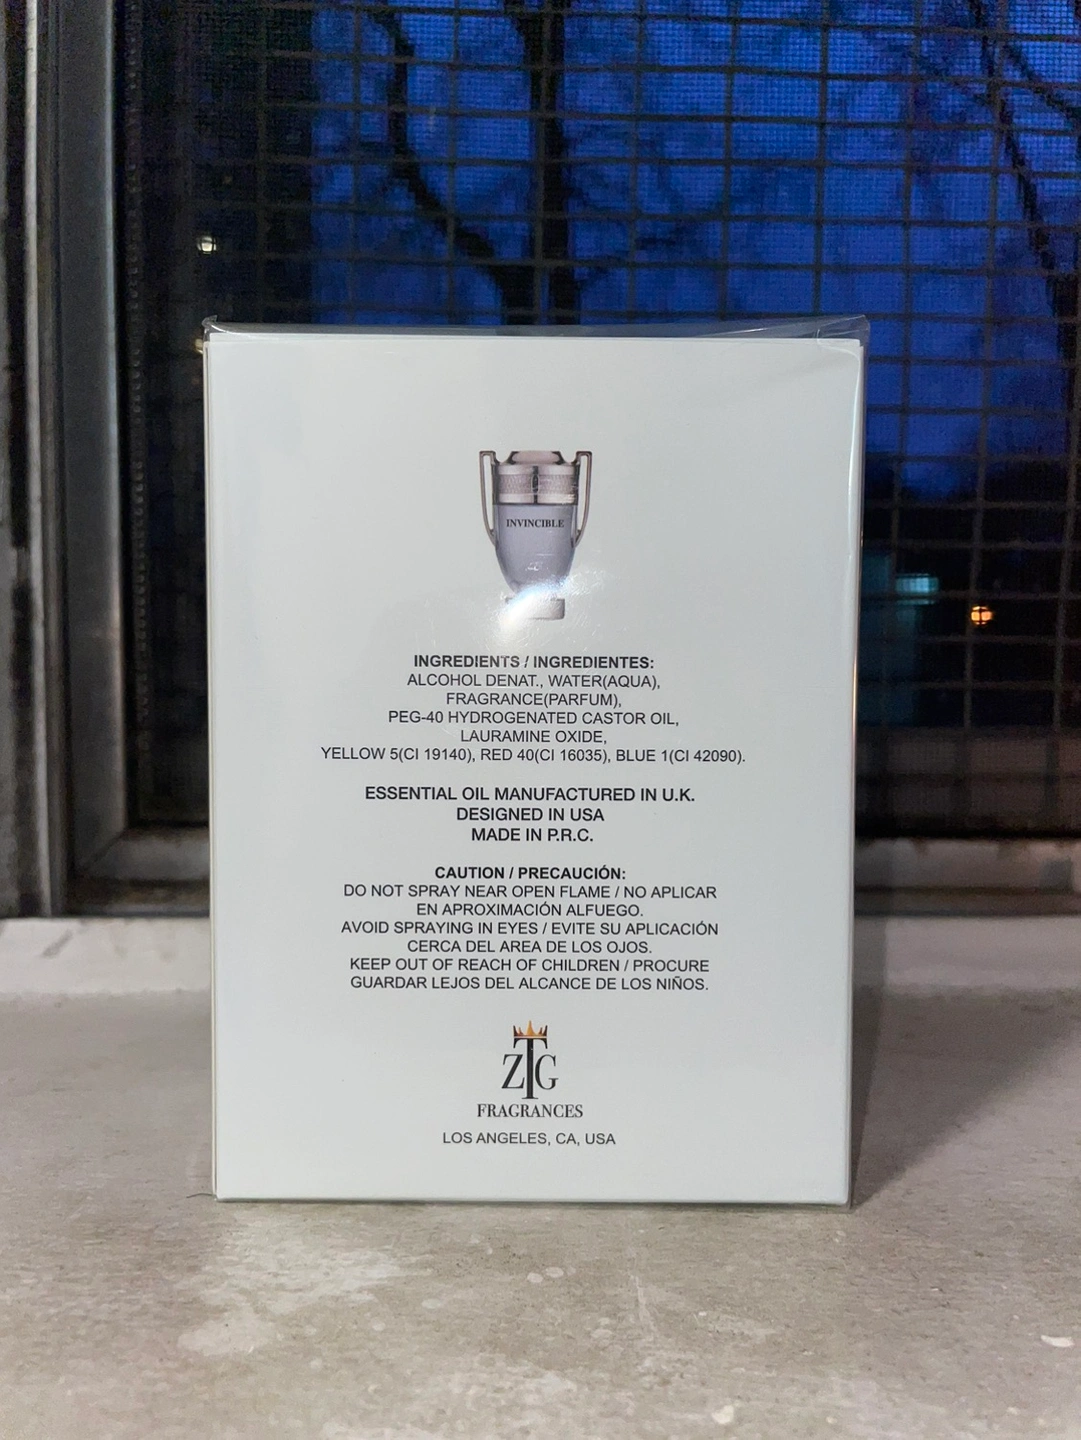 INVINCIBLE
INGREDIENTS / INGREDIENTES:
ALCOHOL DENAT., WATER(AQUA),
FRAGRANCE(PARFUM),
PEG-40 HYDROGENATED CASTOR OIL,
LAURAMINE OXIDE,
YELLOW 5(CI 19140), RED 40(CI 16035), BLUE 1(CI 42090).
ESSENTIAL OIL MANUFACTURED IN U.K.
DESIGNED IN USA
MADE IN P.R.C.
CAUTION / PRECAUCIÓN:
DO NOT SPRAY NEAR OPEN FLAME / NO APLICAR
EN APROXIMACIÓN ALFUEGO.
AVOID SPRAYING IN EYES / EVITE SU APLICACIÓN
CERCA DEL AREA DE LOS OJOS.
KEEP OUT OF REACH OF CHILDREN / PROCURE
GUARDAR LEJOS DEL ALCANCE DE LOS NIÑOS.
ZTG
FRAGRANCES
LOS ANGELES, CA, USA